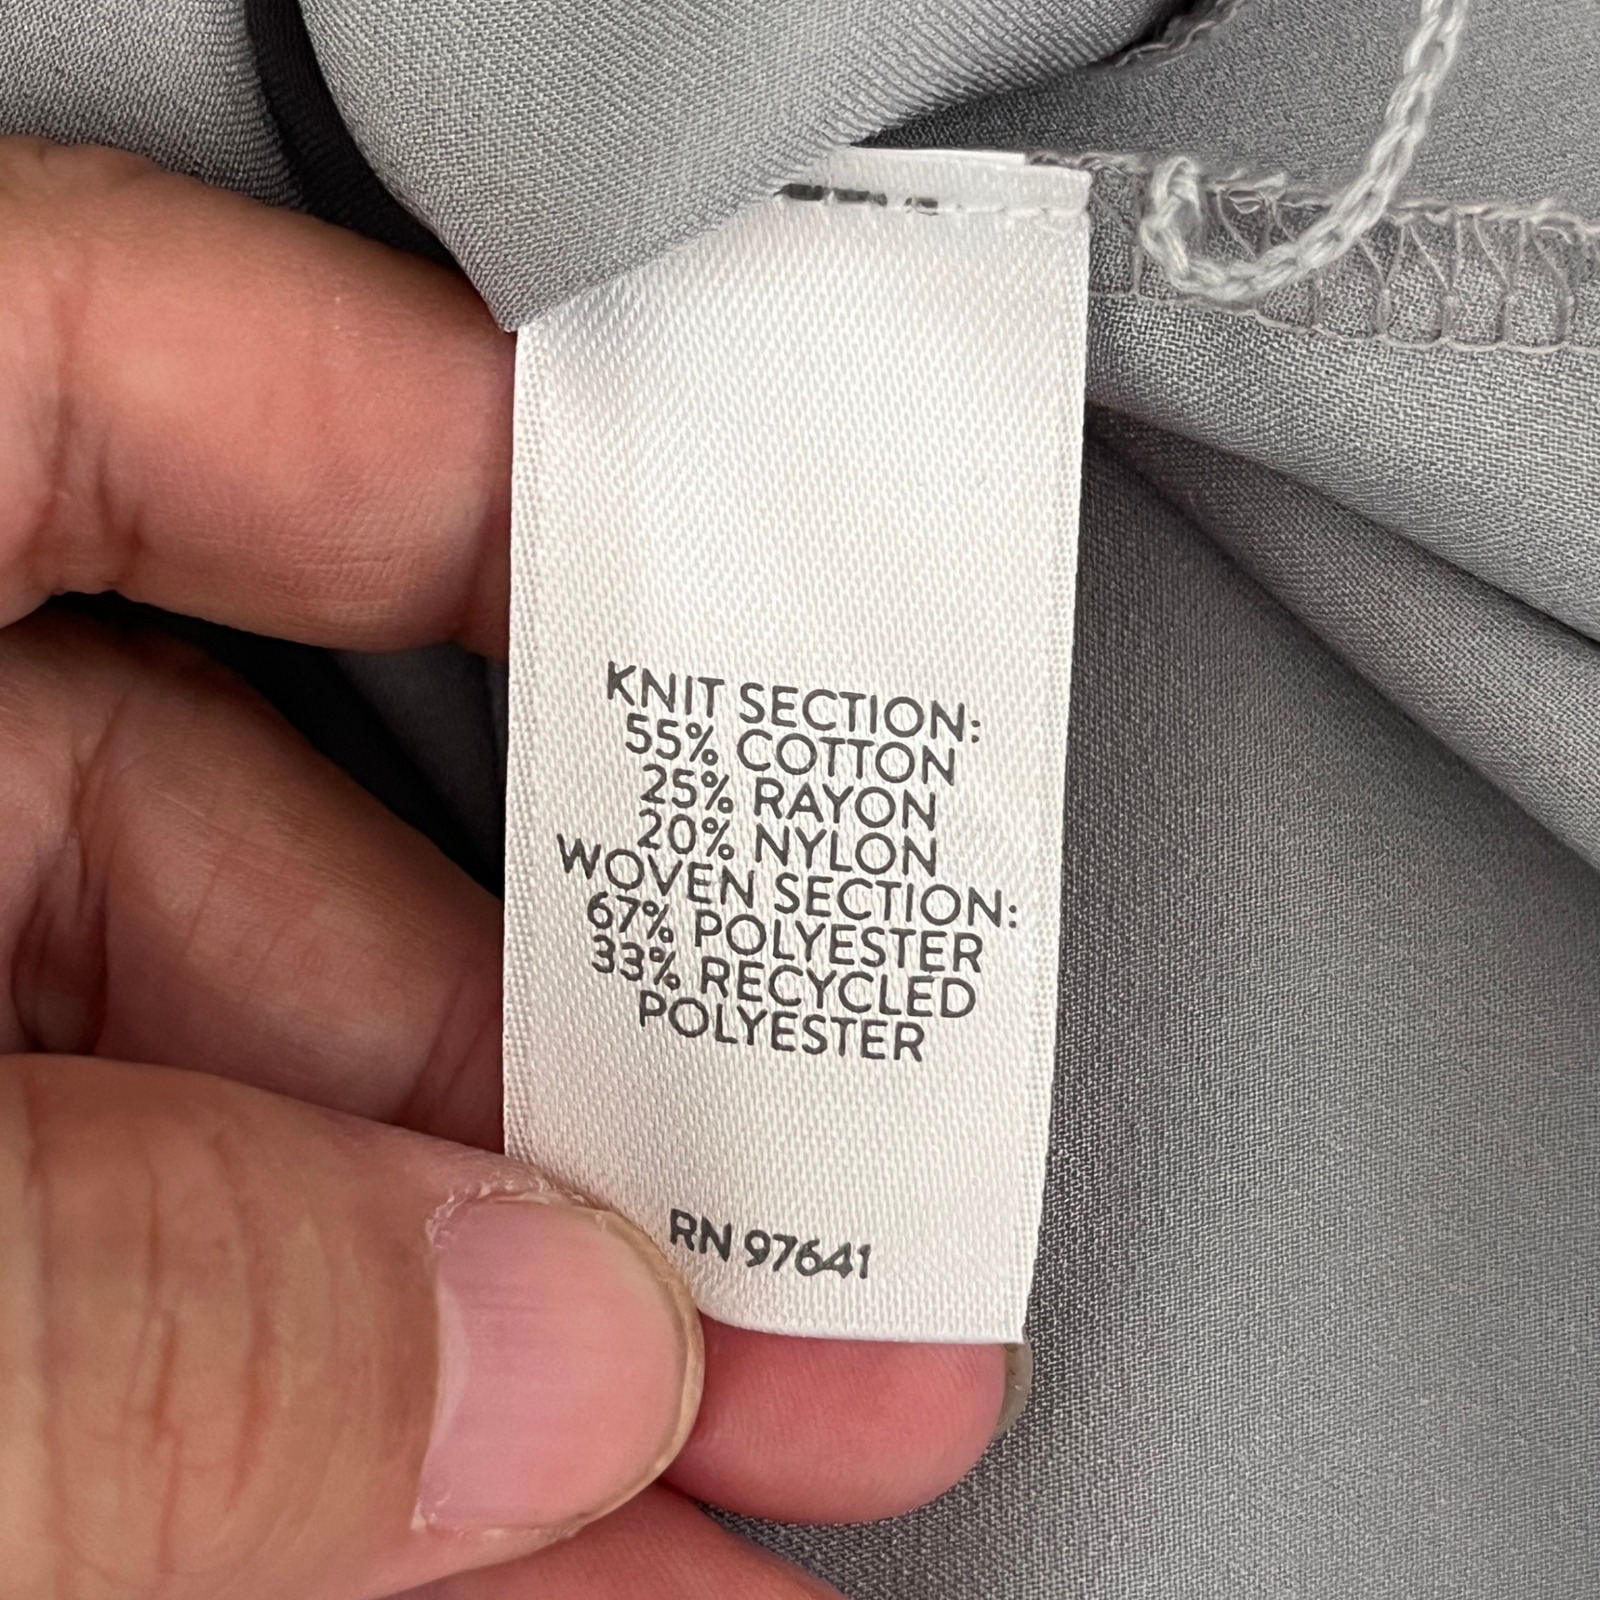 KNIT SECTION:
55% COTTON
25% RAYON
20% NYLON
WOVEN SECTION:
67% POLYESTER
33% RECYCLED
POLYESTER
RN 97641